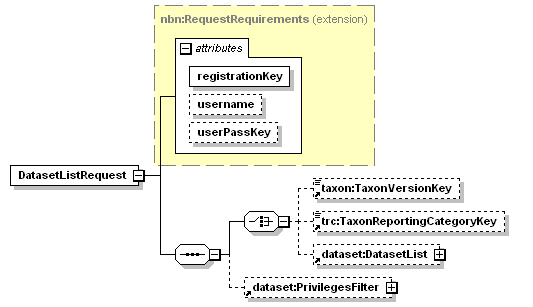 nbn:RequestRequirements (extension)
attributes
registrationKey
username
userPassKey
DatasetListRequest
taxon:TaxonVersionKey
trc:TaxonReportingCategoryKey
dataset:DatasetList
dataset:PrivilegesFilter